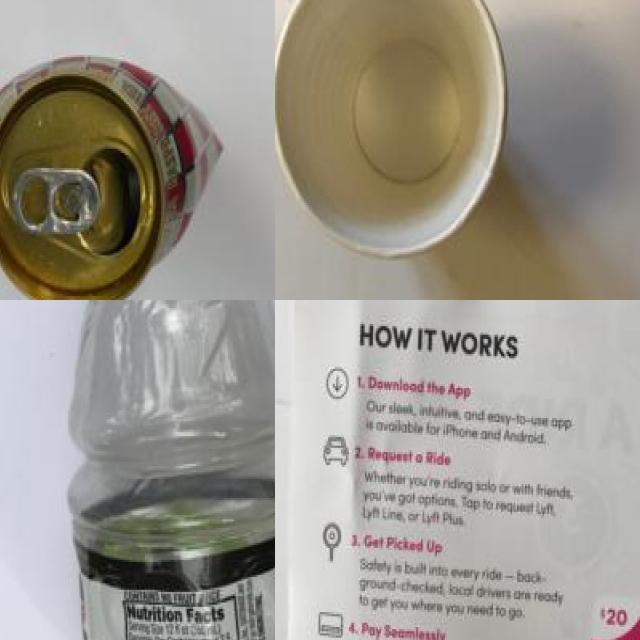 CONTAINS NO FRUIT JUICE
Nutrition Facts
HOW IT WORKS
1. Download the App
Our sleek, intuitive, and easy-to-use app
is available for iPhone and Android.
2. Request a Ride
Whether you're riding solo or with friends,
you've got options. Tap to request Lyft,
Lyft Line, or Lyft Plus.
3. Get Picked Up
Safety is built into every ride — back-
ground-checked, local drivers are ready
to get you where you need to go.
4. Pay Seamlessly
$20